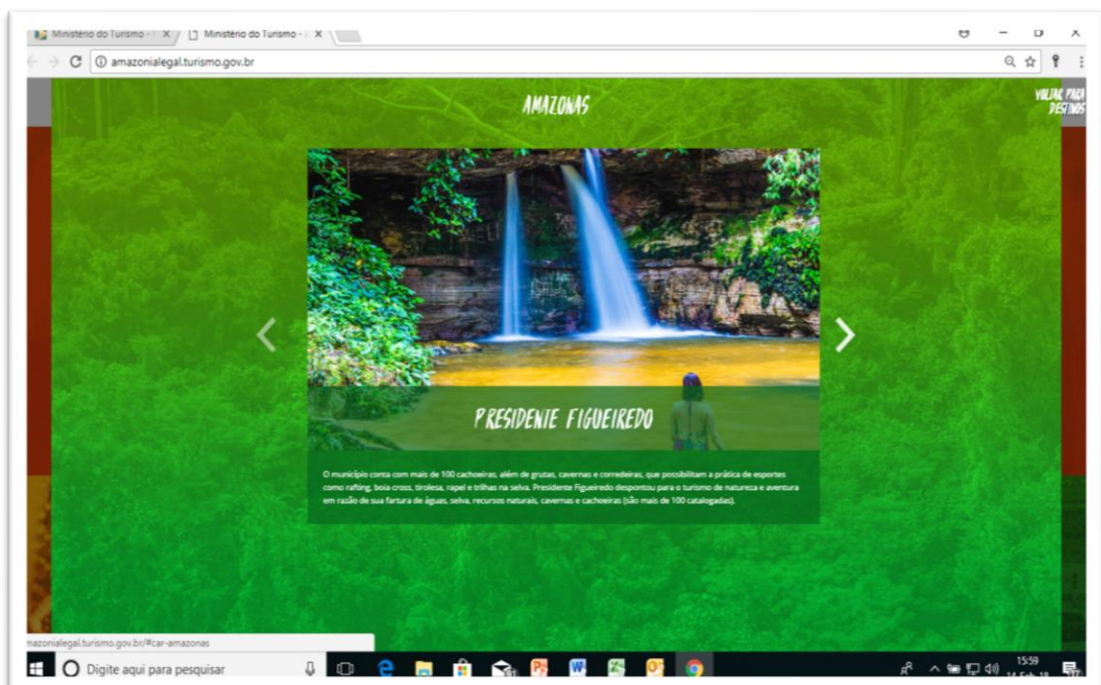 Ministério do Turismo - 
Ministério do Turismo - A
amazonialegal.turismo.gov.br
AMAZONAS
VOLTAR PARA
DESTINOS
PRESIDENTE FIGUEIREDO
O município conta com mais de 100 cachoeiras, além de grutas, cavernas e corredeiras, que possibilitam a prática de esportes
como rafting, boia cross, tirolesa, rapel e trilhas na selva. Presidente Figueiredo despontou para o turismo de natureza e aventura
em razão de sua fartura de águas, selva, recursos naturais, cavernas e cachoeiras (são mais de 100 catalogadas).
mazonialegal.turismo.gov.br/#car-amazonas
Digite aqui para pesquisar
15:59
14-Feb-18